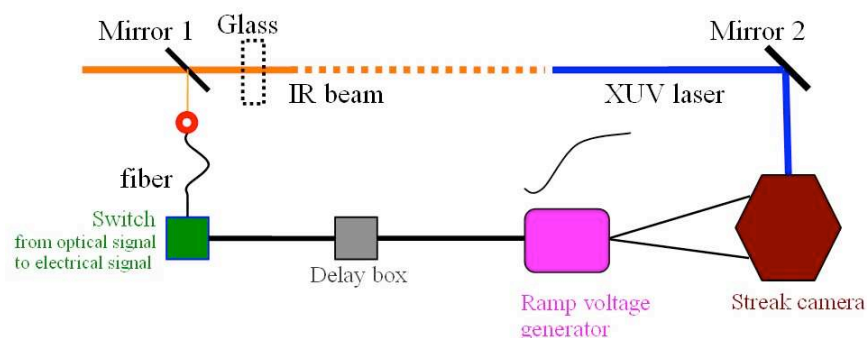 Glass
Mirror 1
Mirror 2
IR beam
XUV laser
fiber
Switch
from optical signal
to electrical signal
Delay box
Ramp voltage
generator
Streak camera